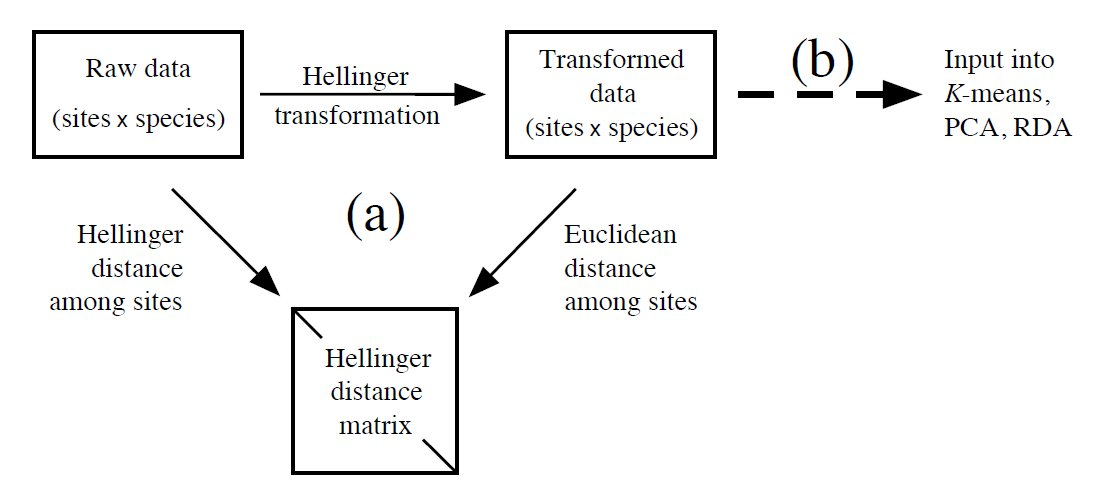 Raw data
(sites x species)
Hellinger
transformation
Transformed
data
(sites x species)
(b)
Input into
K-means,
PCA, RDA
(a)
Hellinger
distance
among sites
Euclidean
distance
among sites
Hellinger
distance
matrix